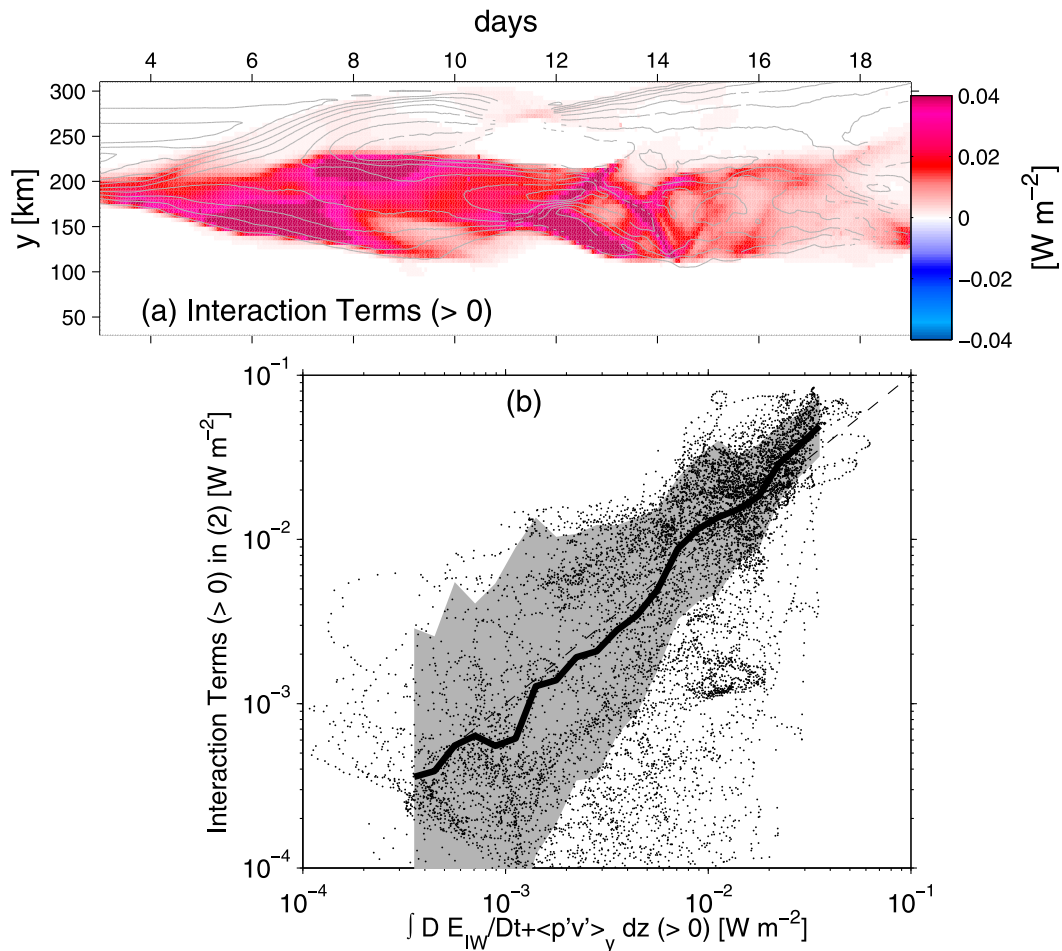 days
4 6 8 10 12 14 16 18
300
250
200
150
100
50
y [km]
(a) Interaction Terms (> 0)
0.04
0.02
0
−0.02
−0.04
[W m⁻²]
(b)
10⁻¹
10⁻²
10⁻³
10⁻⁴
Interaction Terms (> 0) in (2) [W m⁻²]
10⁻⁴ 10⁻³ 10⁻² 10⁻¹
∫ D E_IW/Dt+<p'v'>_y dz (> 0) [W m⁻²]